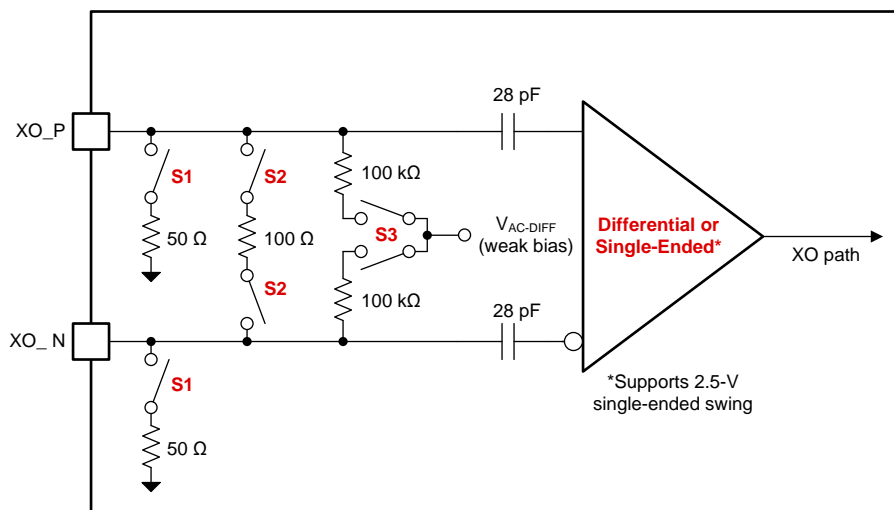 28 pF
XO_P
S1
S2
100 kΩ
50 Ω
100 Ω
S3
V_AC-DIFF
(weak bias)
Differential or
Single-Ended*
XO path
S2
100 kΩ
28 pF
XO_ N
S1
*Supports 2.5-V
single-ended swing
50 Ω